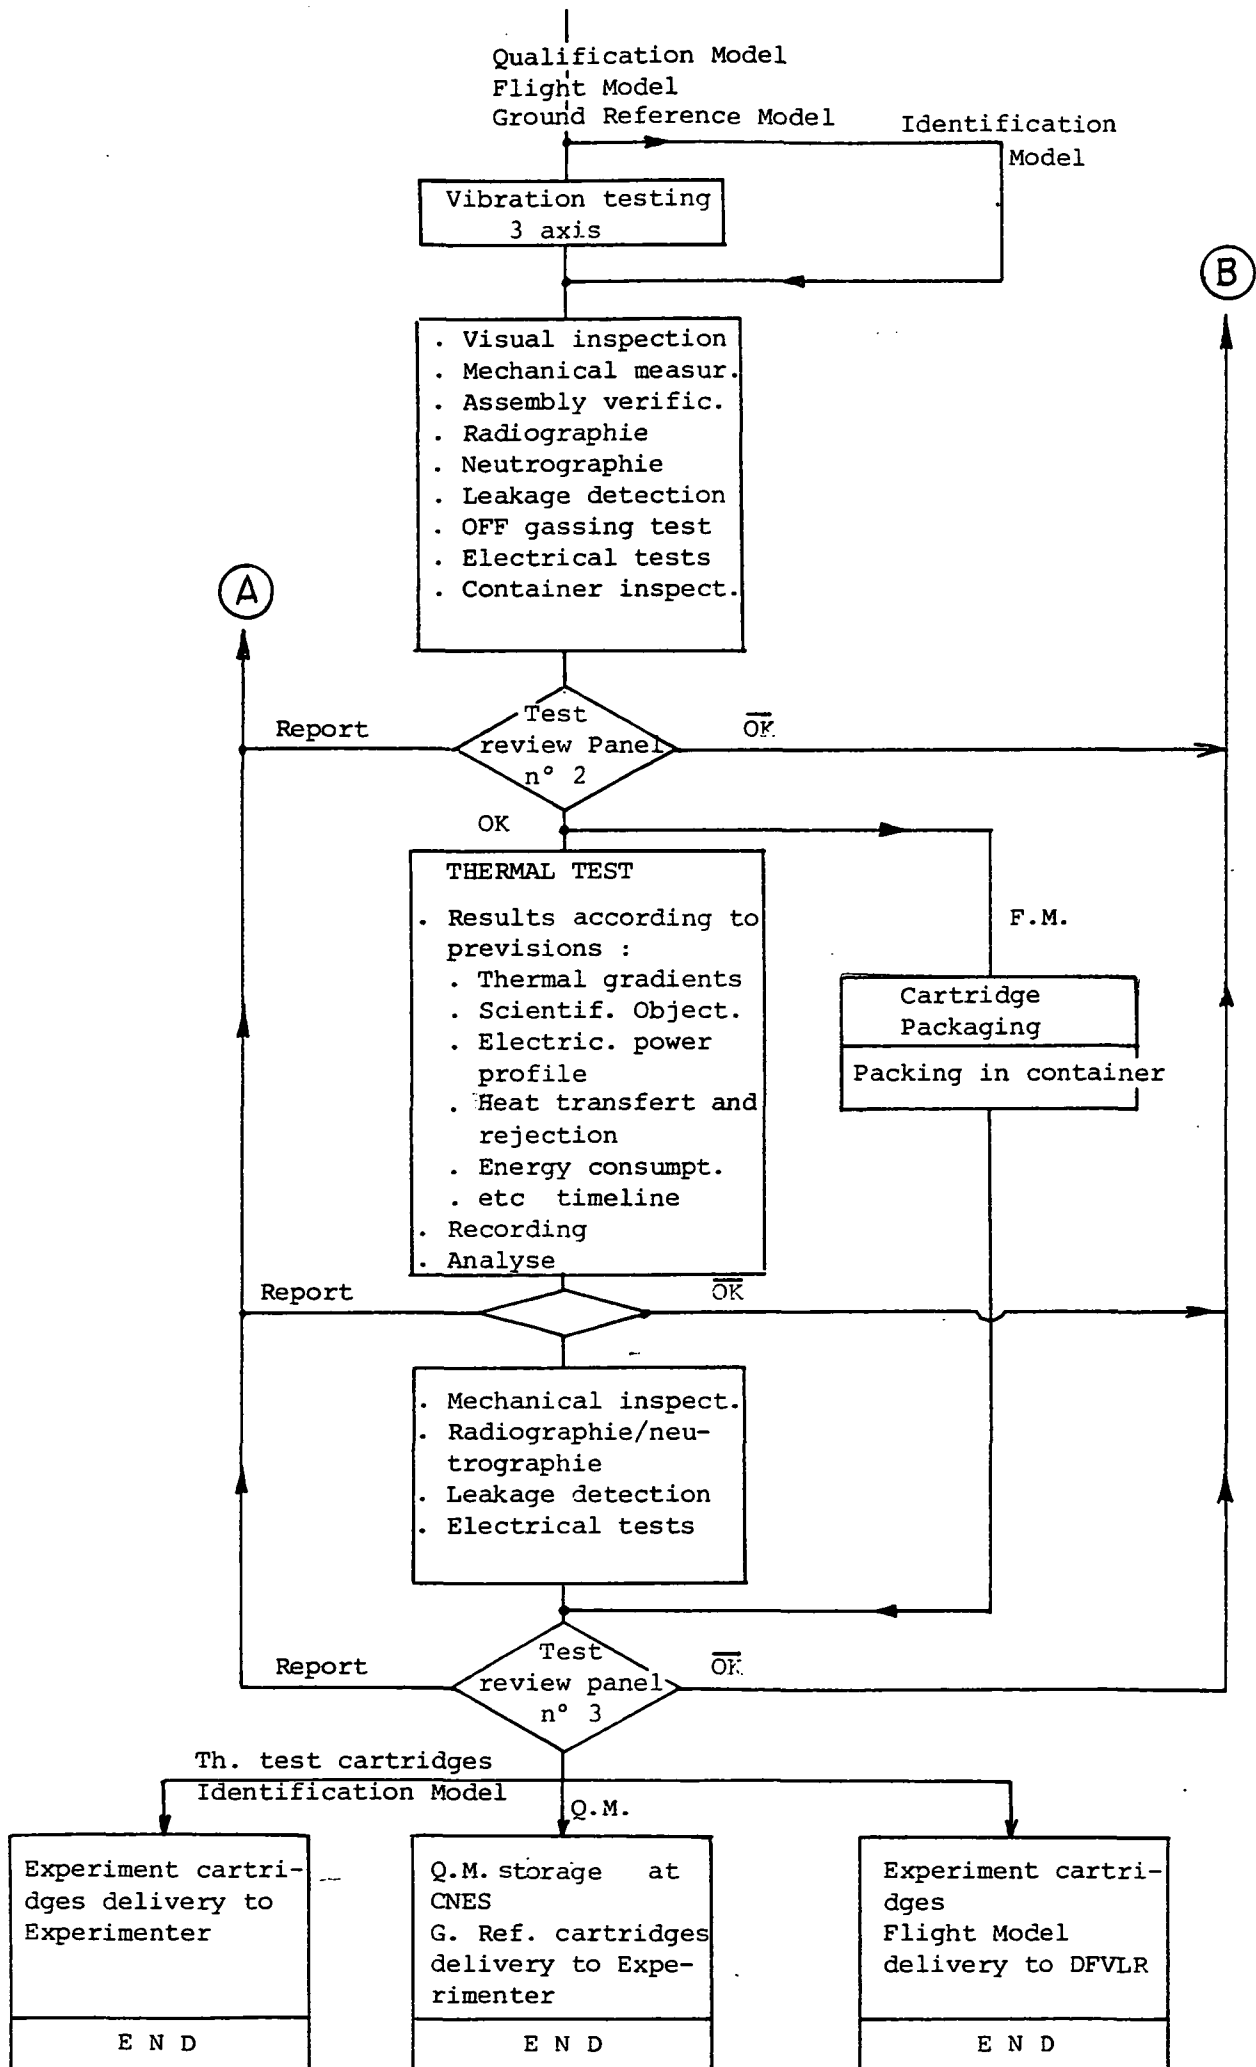 Qualification Model
Flight Model
Ground Reference Model
Identification
Model
Vibration testing
3 axis
B
. Visual inspection
. Mechanical measur.
. Assembly verific.
. Radiographie
. Neutrographie
. Leakage detection
. OFF gassing test
. Electrical tests
. Container inspect.
A
Report
Test
review Panel
n° 2
O̅K̅
OK
THERMAL TEST
. Results according to
previsions :
. Thermal gradients
. Scientif. Object.
. Electric. power
profile
. Heat transfert and
rejection
. Energy consumpt.
. etc timeline
. Recording
. Analyse
F.M.
Cartridge
Packaging
Packing in container
Report
O̅K̅
. Mechanical inspect.
. Radiographie/neu-
trographie
. Leakage detection
. Electrical tests
Report
Test
review panel
n° 3
O̅K̅
Th. test cartridges
Identification Model
Q.M.
Experiment cartri-
dges delivery to
Experimenter
E N D
Q.M. storage at
CNES
G. Ref. cartridges
delivery to Expe-
rimenter
E N D
Experiment cartri-
dges
Flight Model
delivery to DFVLR
E N D